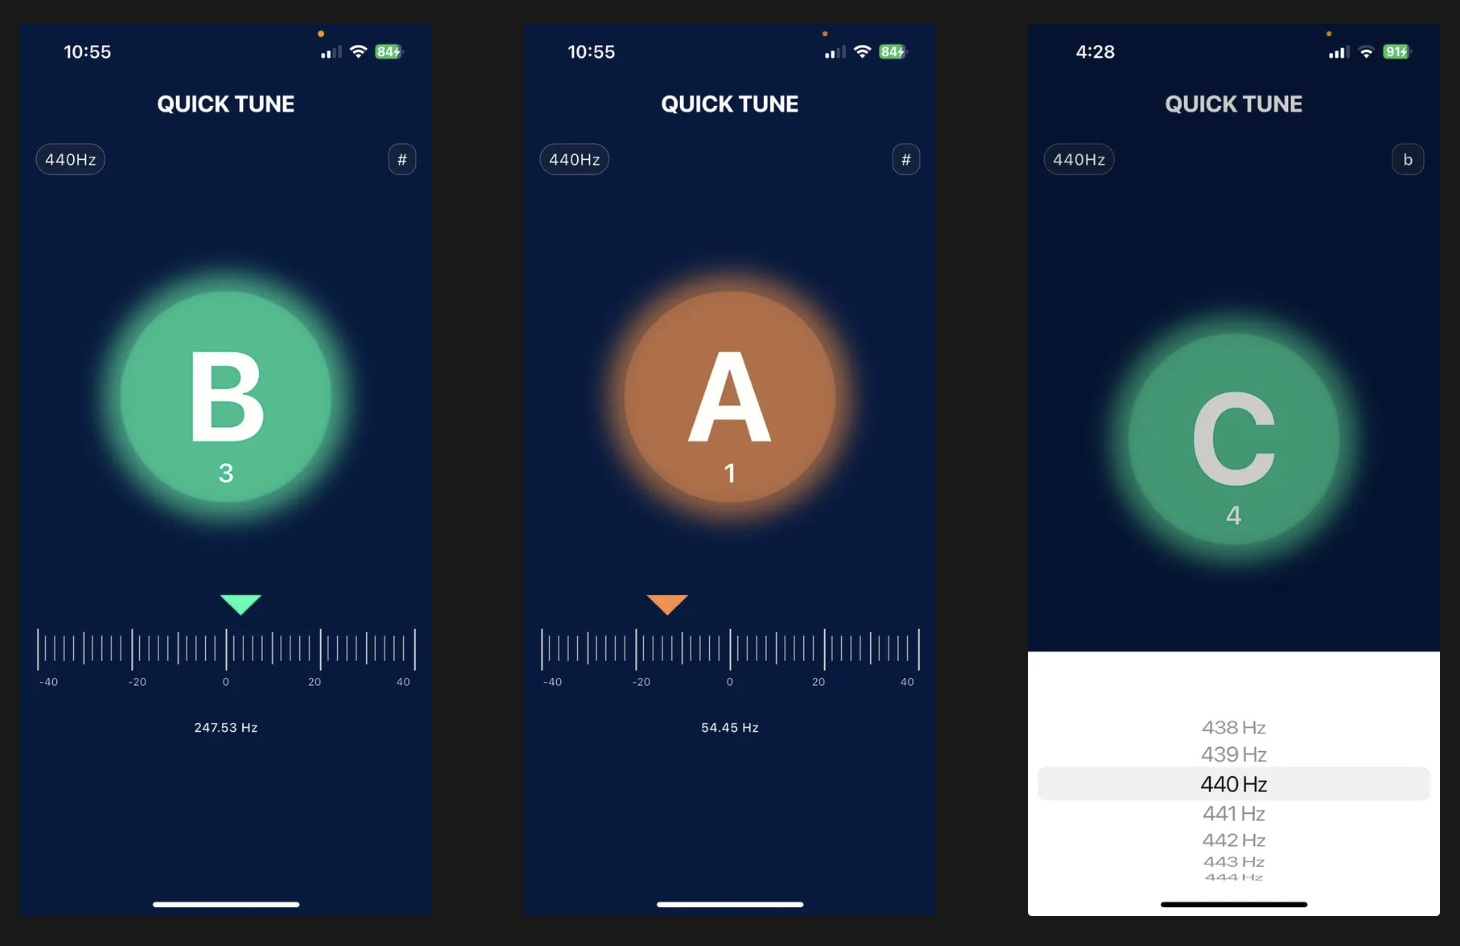 10:55
84
QUICK TUNE
440Hz
#
B
3
-40 -20 0 20 40
247.53 Hz
10:55
84
QUICK TUNE
440Hz
#
A
1
-40 -20 0 20 40
54.45 Hz
4:28
91
QUICK TUNE
440Hz
b
C
4
438 Hz
439 Hz
440 Hz
441 Hz
442 Hz
443 Hz
444 Hz